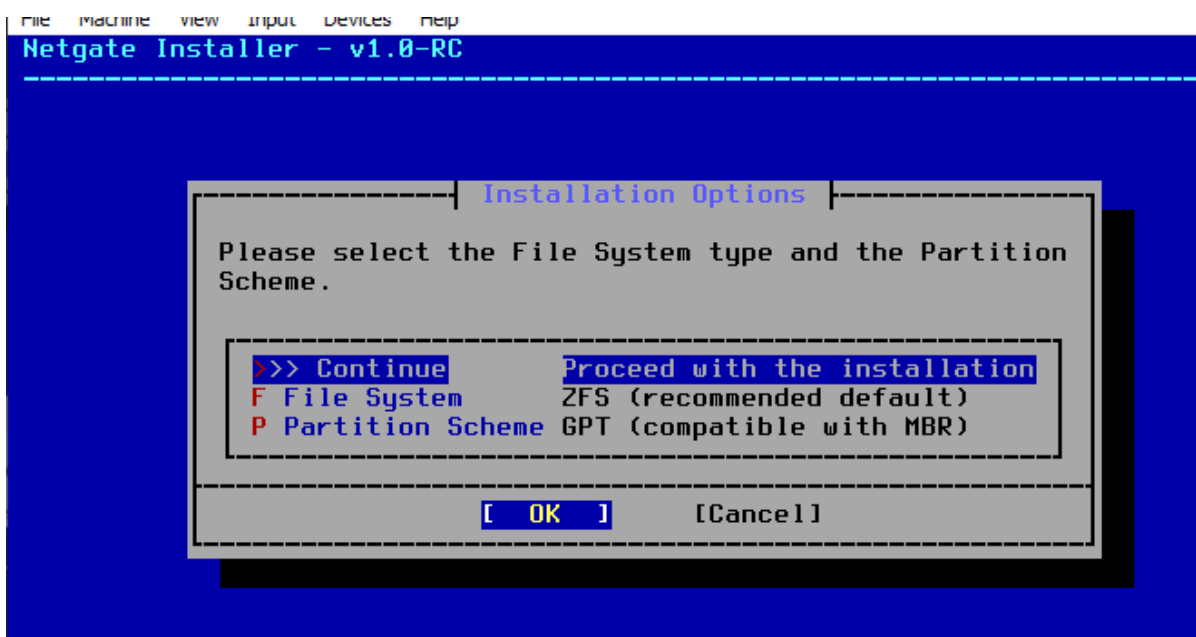 File Machine View Input Devices Help
Netgate Installer - v1.0-RC
Installation Options
Please select the File System type and the Partition
Scheme.
>>> Continue Proceed with the installation
F File System ZFS (recommended default)
P Partition Scheme GPT (compatible with MBR)
[ OK ] [Cancel]